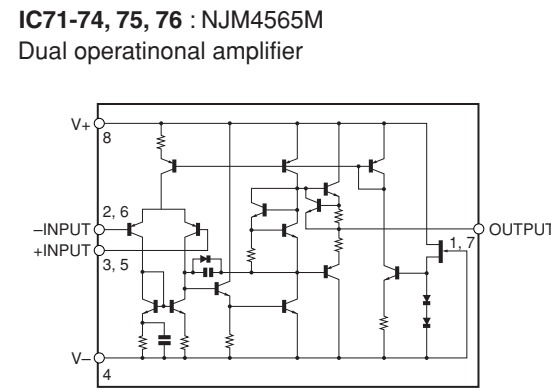 IC71-74, 75, 76 : NJM4565M
Dual operatinonal amplifier
V+
8
2, 6
–INPUT
+INPUT
3, 5
1, 7
OUTPUT
V–
4